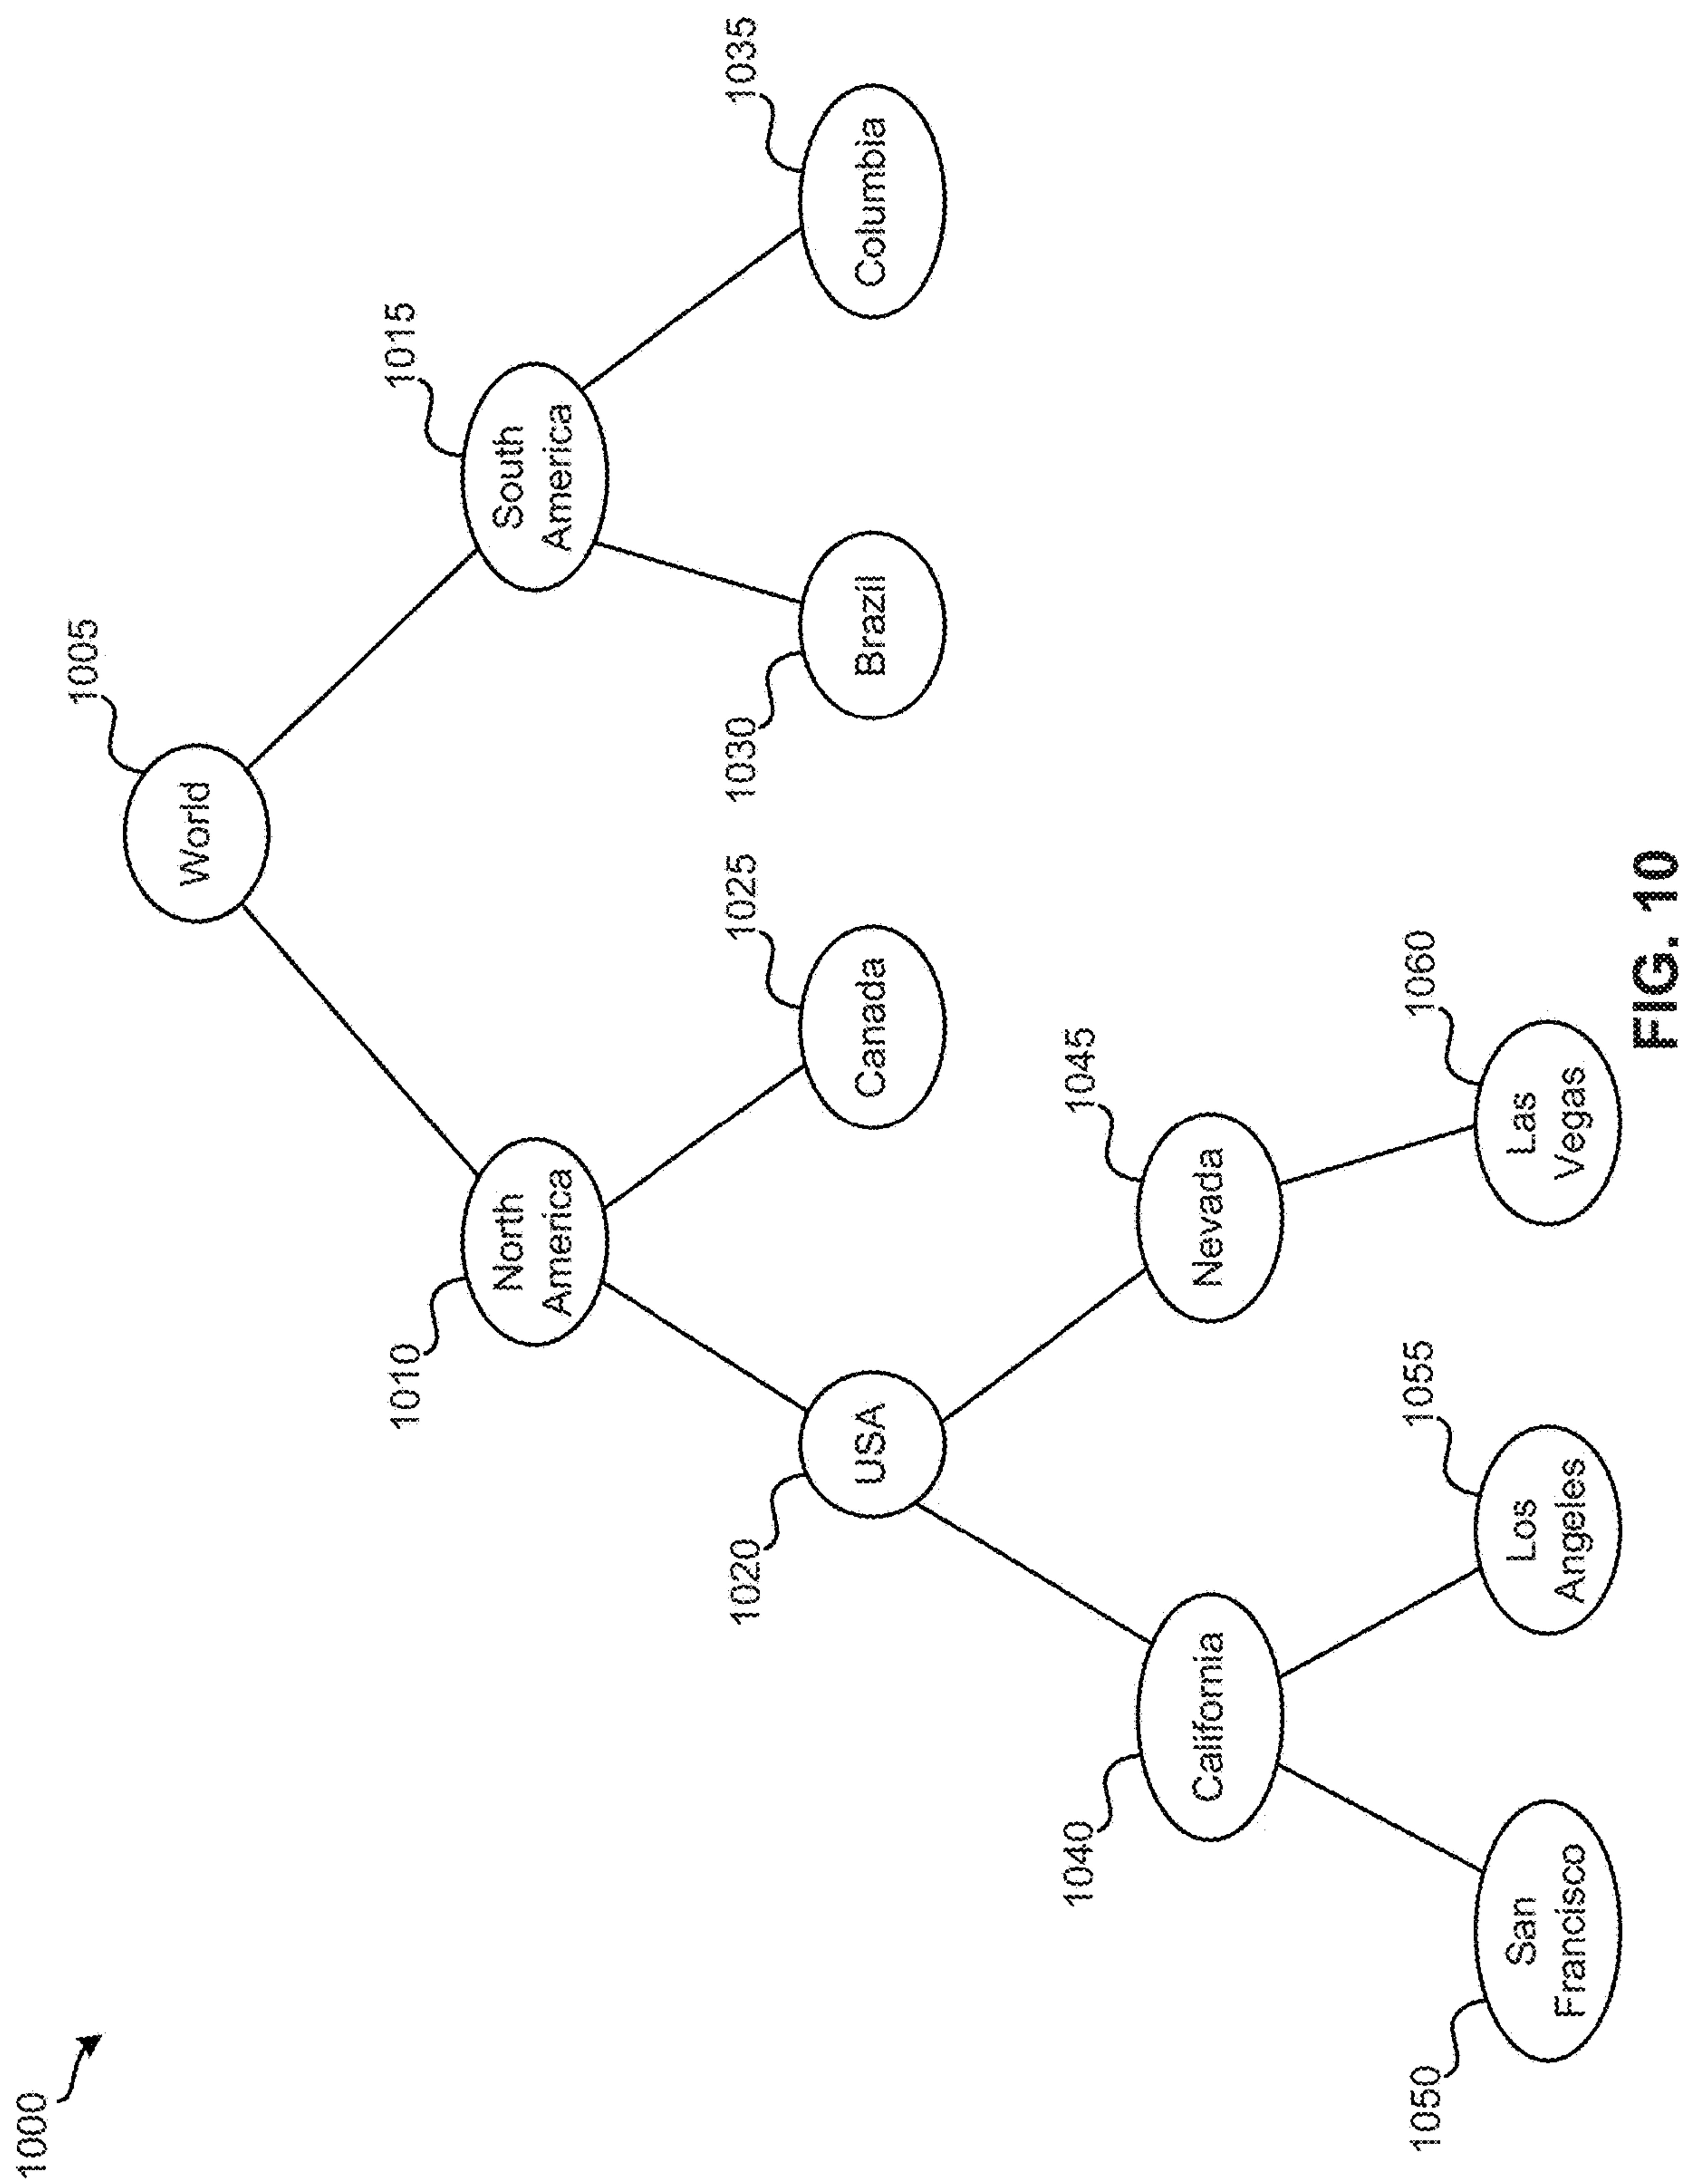 1000
1005
World
1010
North
America
1015
South
America
1020
USA
1025
Canada
1030
Brazil
1035
Columbia
1040
California
1045
Nevada
1050
San
Francisco
1055
Los
Angeles
1060
Las
Vegas
FIG. 10